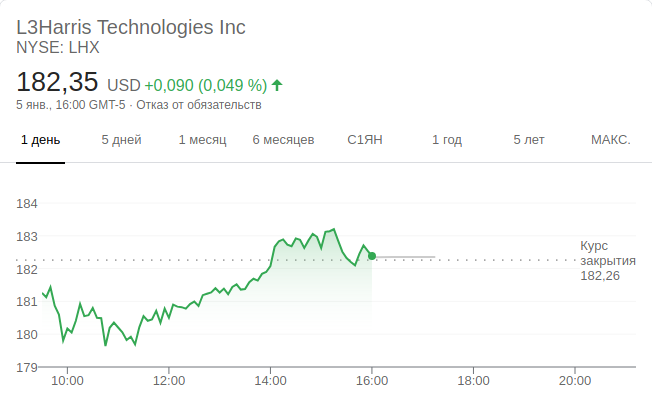 L3Harris Technologies Inc
NYSE: LHX
182,35 USD +0,090 (0,049 %)
5 янв., 16:00 GMT-5 · Отказ от обязательств
1 день 5 дней 1 месяц 6 месяцев С1ЯН 1 год 5 лет МАКС.
184
183
Курс
закрытия
182,26
182
181
180
179
10:00 12:00 14:00 16:00 18:00 20:00